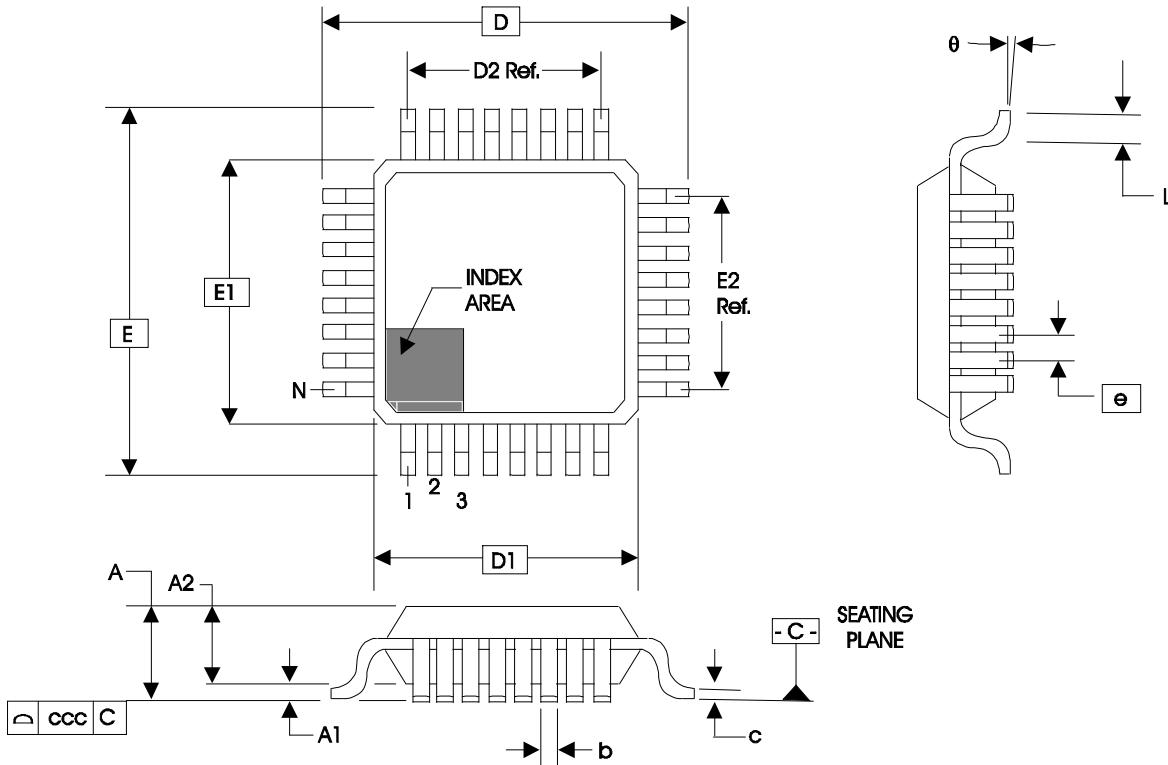 D
θ
D2 Ref.
L
INDEX
AREA
E2
Ref.
E1
E
N
e
1
2
3
D1
A
A2
SEATING
PLANE
- C -
⌓ ccc C
A1
b
c